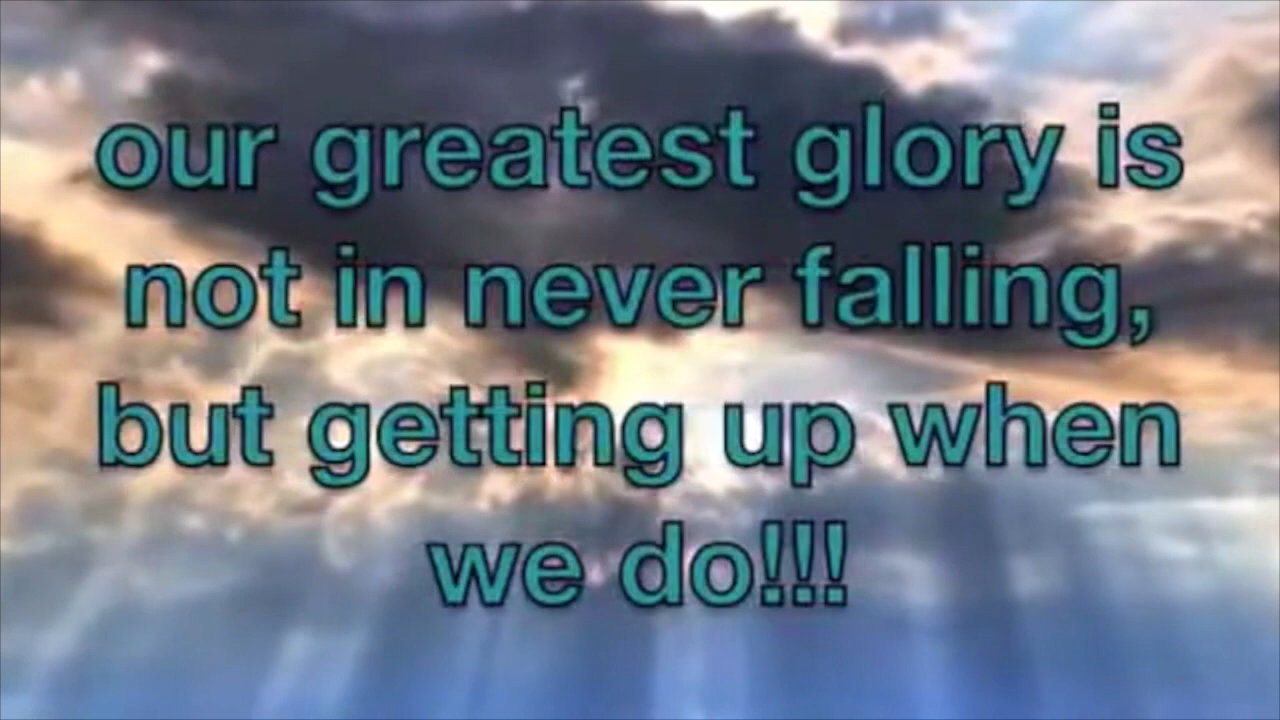 our greatest glory is
not in never falling,
but getting up when
we do!!!